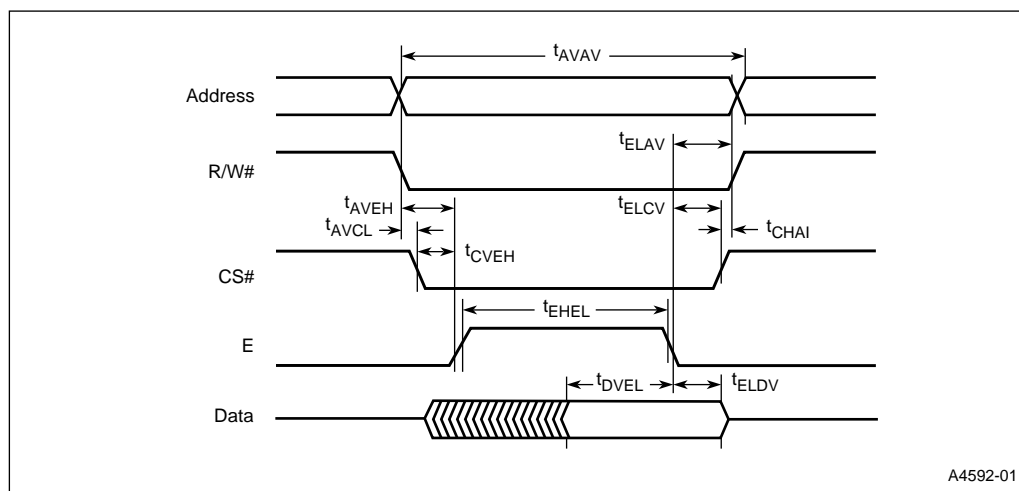 tAVAV
Address
tELAV
R/W#
tAVEH
tELCV
tAVCL
tCHAI
tCVEH
CS#
tEHEL
E
tDVEL
tELDV
Data
A4592-01